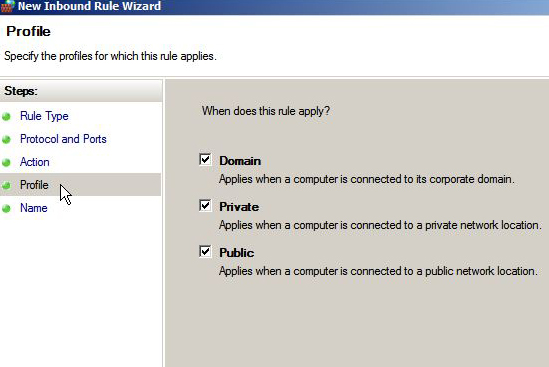 New Inbound Rule Wizard
Profile
Specify the profiles for which this rule applies.
Steps:
Rule Type
Protocol and Ports
Action
Profile
Name
When does this rule apply?
Domain
Applies when a computer is connected to its corporate domain.
Private
Applies when a computer is connected to a private network location.
Public
Applies when a computer is connected to a public network location.